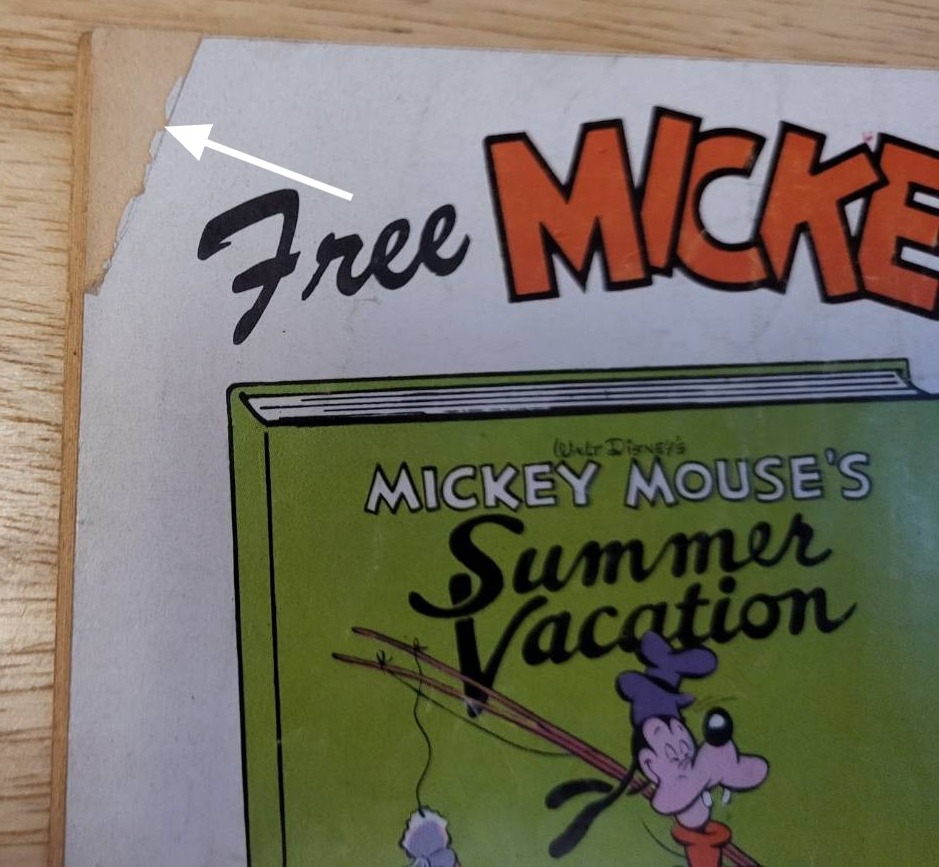 Free MICKE
WALT DISNEY'S
MICKEY MOUSE'S
Summer
Vacation